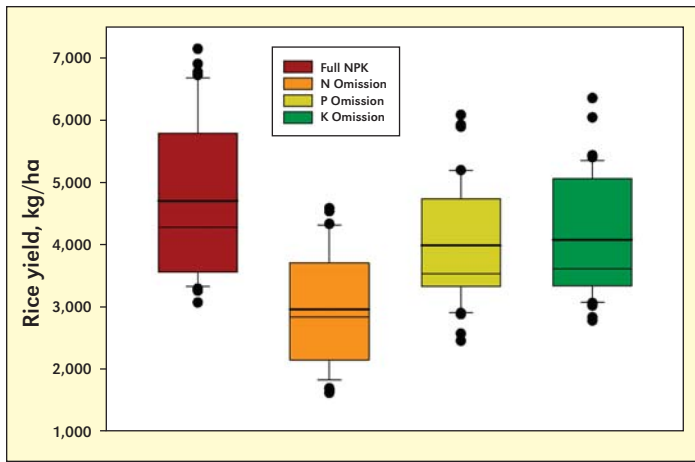 Rice yield, kg/ha
7,000
6,000
5,000
4,000
3,000
2,000
1,000
Full NPK
N Omission
P Omission
K Omission